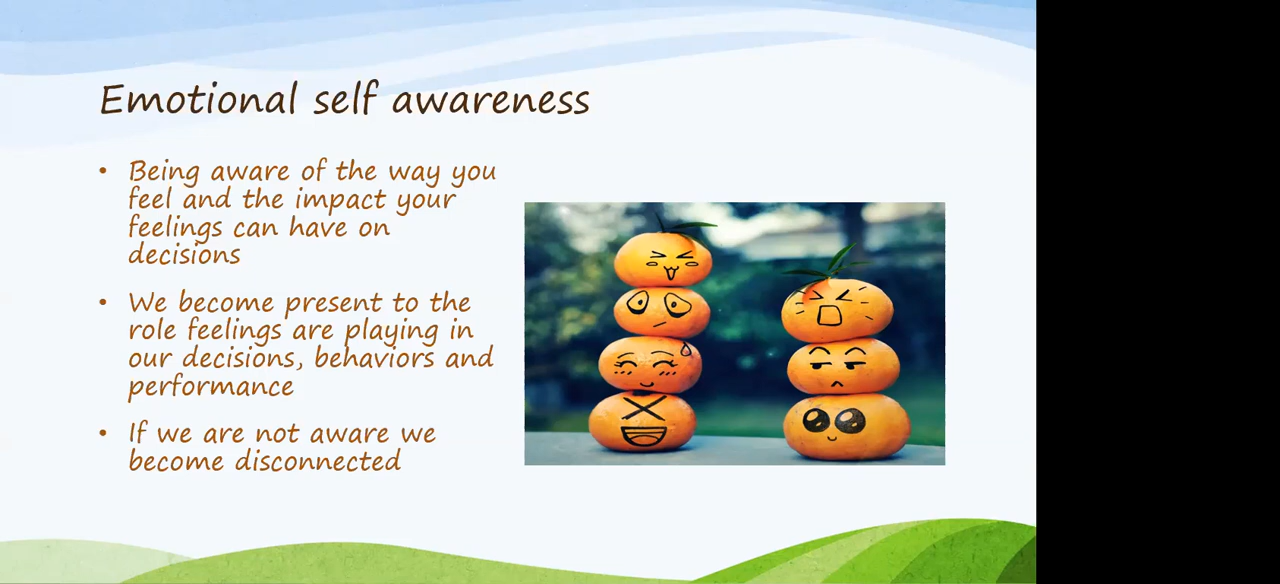 Emotional self awareness
• Being aware of the way you
feel and the impact your
feelings can have on
decisions
• We become present to the
role feelings are playing in
our decisions, behaviors and
performance
• If we are not aware we
become disconnected